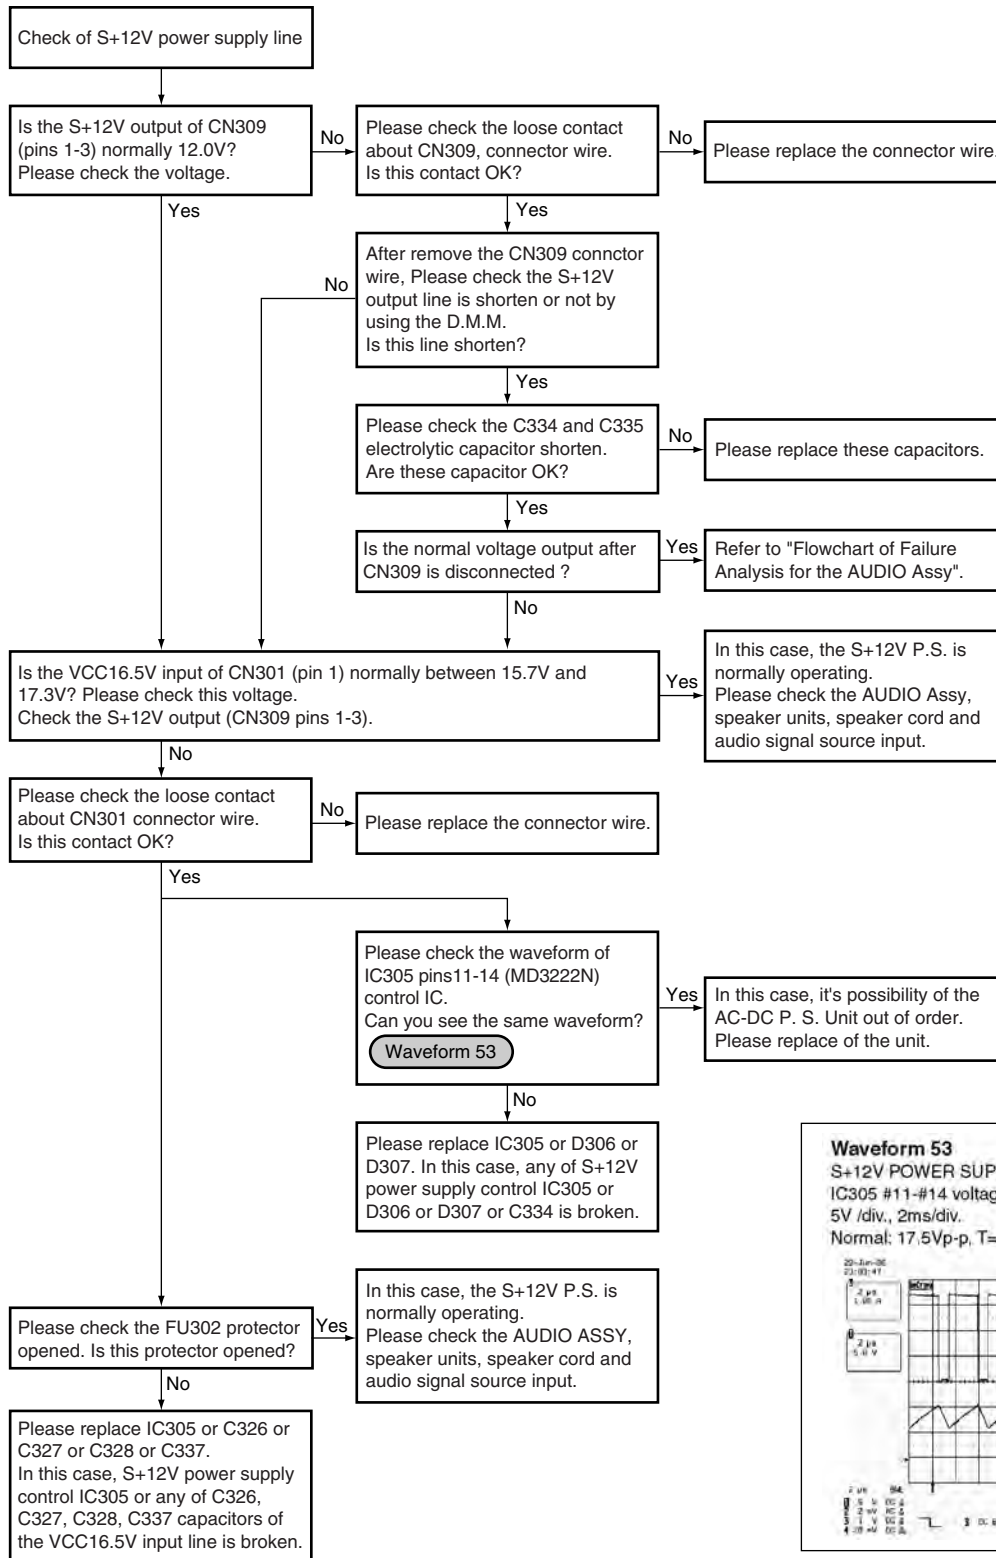 Check of S+12V power supply line
Is the S+12V output of CN309
(pins 1-3) normally 12.0V?
Please check the voltage.
No
Please check the loose contact
about CN309, connector wire.
Is this contact OK?
No
Please replace the connector wire.
Yes
Yes
After remove the CN309 connctor
wire, Please check the S+12V
output line is shorten or not by
using the D.M.M.
Is this line shorten?
No
Yes
Please check the C334 and C335
electrolytic capacitor shorten.
Are these capacitor OK?
No
Please replace these capacitors.
Yes
Is the normal voltage output after
CN309 is disconnected ?
Yes
Refer to "Flowchart of Failure
Analysis for the AUDIO Assy".
No
Is the VCC16.5V input of CN301 (pin 1) normally between 15.7V and
17.3V? Please check this voltage.
Check the S+12V output (CN309 pins 1-3).
Yes
In this case, the S+12V P.S. is
normally operating.
Please check the AUDIO Assy,
speaker units, speaker cord and
audio signal source input.
No
Please check the loose contact
about CN301 connector wire.
Is this contact OK?
No
Please replace the connector wire.
Yes
Please check the waveform of
IC305 pins11-14 (MD3222N)
control IC.
Can you see the same waveform?
Waveform 53
Yes
In this case, it's possibility of the
AC-DC P. S. Unit out of order.
Please replace of the unit.
No
Please replace IC305 or D306 or
D307. In this case, any of S+12V
power supply control IC305 or
D306 or D307 or C334 is broken.
Please check the FU302 protector
opened. Is this protector opened?
Yes
In this case, the S+12V P.S. is
normally operating.
Please check the AUDIO ASSY,
speaker units, speaker cord and
audio signal source input.
No
Please replace IC305 or C326 or
C327 or C328 or C337.
In this case, S+12V power supply
control IC305 or any of C326,
C327, C328, C337 capacitors of
the VCC16.5V input line is broken.
Waveform 53
S+12V POWER SUP
IC305 #11-#14 voltag
5V /div., 2ms/div.
Normal: 17.5Vp-p, T=